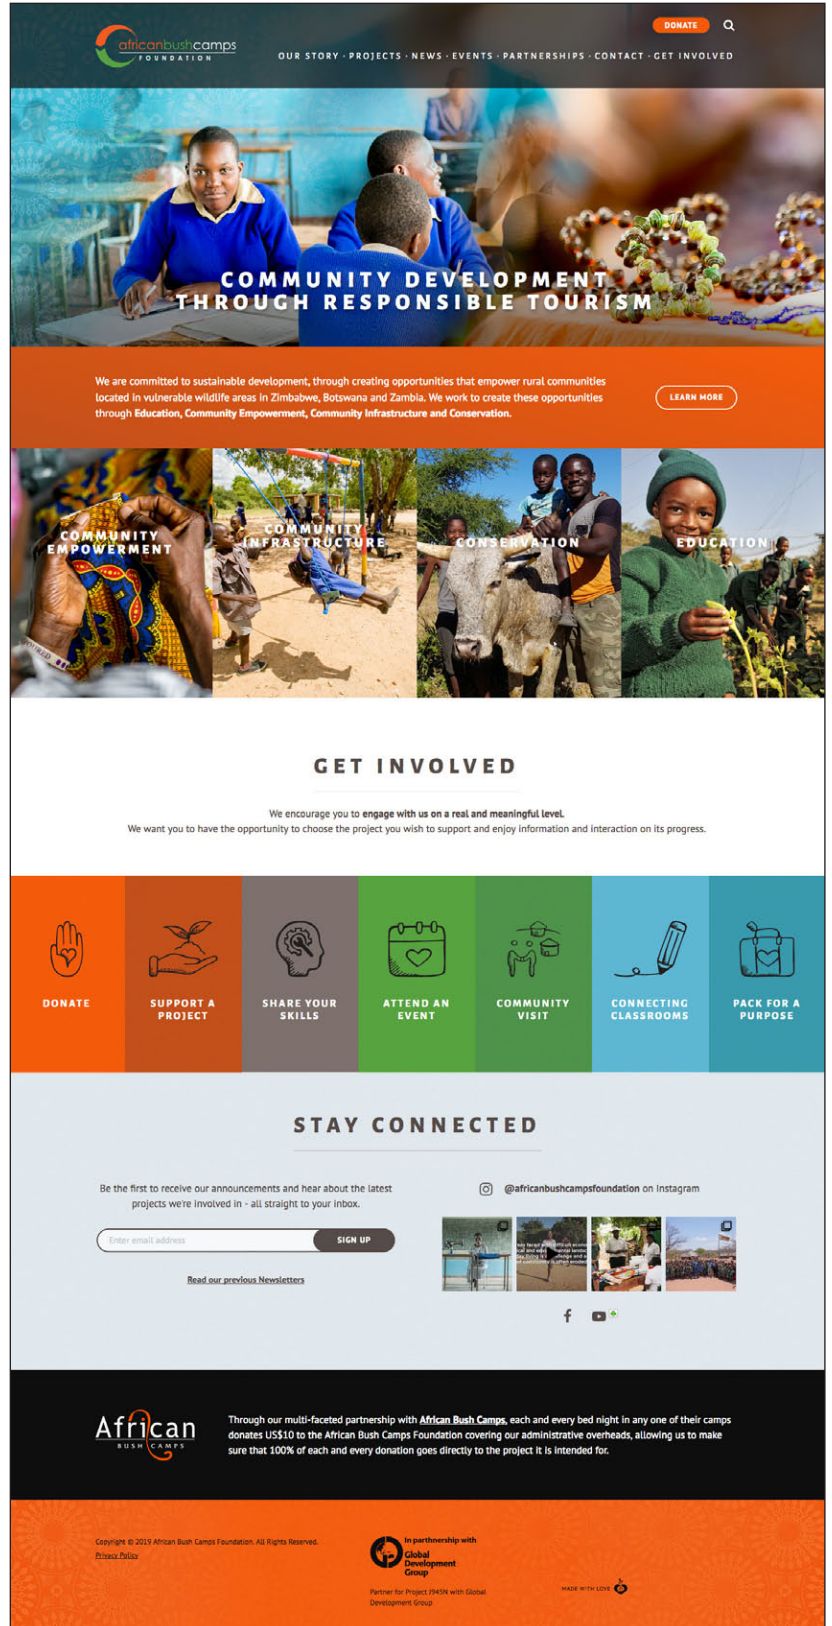 africanbushcamps
FOUNDATION
DONATE
OUR STORY · PROJECTS · NEWS · EVENTS · PARTNERSHIPS · CONTACT · GET INVOLVED
COMMUNITY DEVELOPMENT
THROUGH RESPONSIBLE TOURISM
We are committed to sustainable development, through creating opportunities that empower rural communities
located in vulnerable wildlife areas in Zimbabwe, Botswana and Zambia. We work to create these opportunities
through Education, Community Empowerment, Community Infrastructure and Conservation.
LEARN MORE
COMMUNITY
EMPOWERMENT
COMMUNITY
INFRASTRUCTURE
CONSERVATION
EDUCATION
GET INVOLVED
We encourage you to engage with us on a real and meaningful level.
We want you to have the opportunity to choose the project you wish to support and enjoy information and interaction on its progress.
DONATE
SUPPORT A
PROJECT
SHARE YOUR
SKILLS
ATTEND AN
EVENT
COMMUNITY
VISIT
CONNECTING
CLASSROOMS
PACK FOR A
PURPOSE
STAY CONNECTED
Be the first to receive our announcements and hear about the latest
projects we're involved in - all straight to your inbox.
Enter email address
SIGN UP
Read our previous Newsletters
@africanbushcampsfoundation on Instagram
African
BUSH CAMPS
Through our multi-faceted partnership with African Bush Camps, each and every bed night in any one of their camps
donates US$10 to the African Bush Camps Foundation covering our administrative overheads, allowing us to make
sure that 100% of each and every donation goes directly to the project it is intended for.
Copyright © 2019 African Bush Camps Foundation. All Rights Reserved.
Privacy Policy
In parthnership with
Global
Development
Group
Partner for Project J945N with Global
Development Group
MADE WITH LOVE